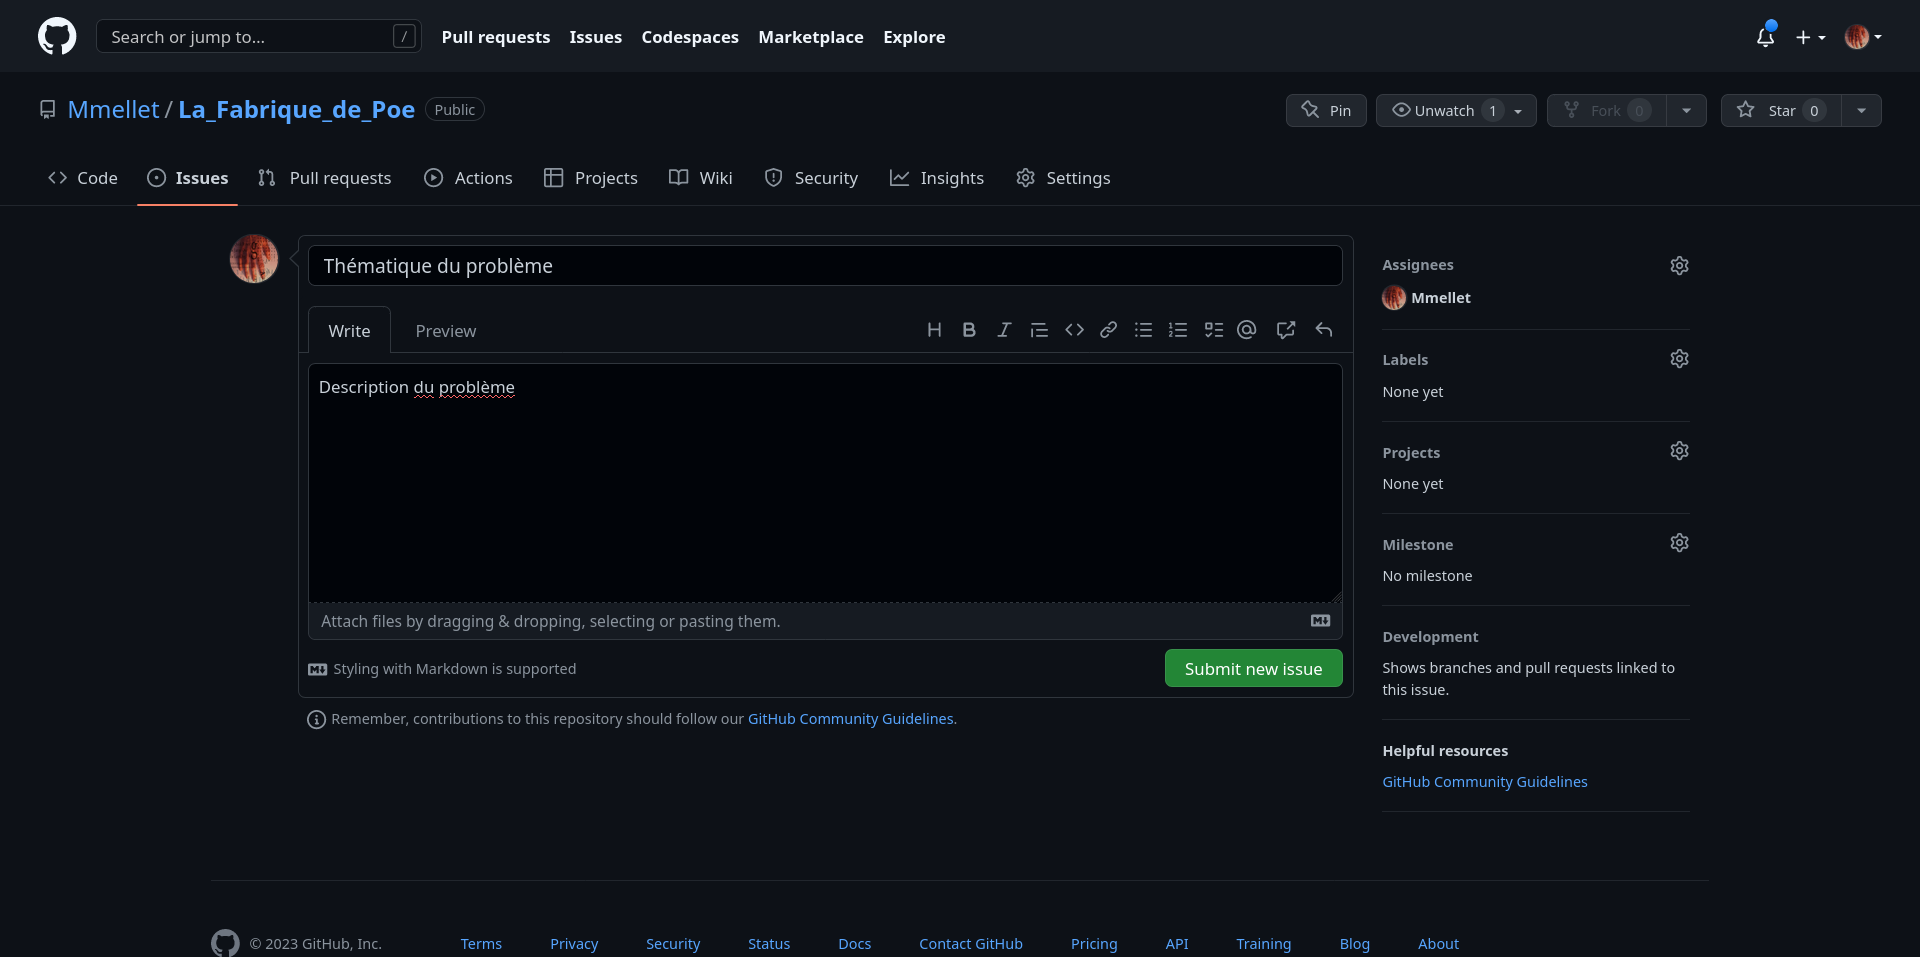 Search or jump to... /
Pull requests Issues Codespaces Marketplace Explore
Mmellet / La_Fabrique_de_Poe Public
Pin Unwatch 1 Fork 0 Star 0
Code Issues Pull requests Actions Projects Wiki Security Insights Settings
Thématique du problème
Write Preview
Description du problème
Attach files by dragging & dropping, selecting or pasting them.
Styling with Markdown is supported
Submit new issue
Remember, contributions to this repository should follow our GitHub Community Guidelines.
Assignees
Mmellet
Labels
None yet
Projects
None yet
Milestone
No milestone
Development
Shows branches and pull requests linked to
this issue.
Helpful resources
GitHub Community Guidelines
© 2023 GitHub, Inc. Terms Privacy Security Status Docs Contact GitHub Pricing API Training Blog About